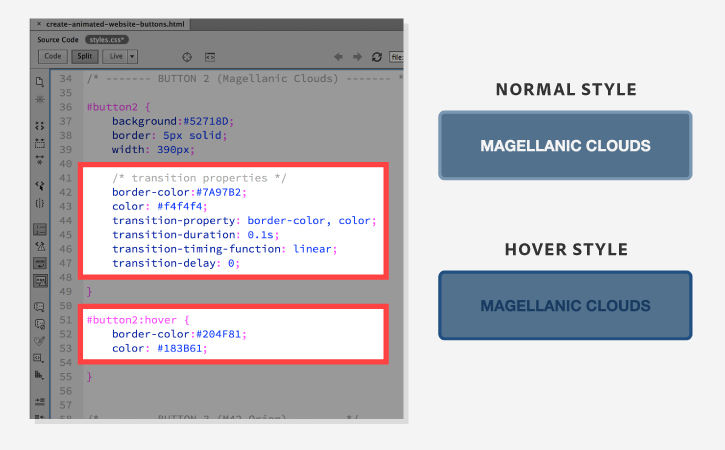 × create-animated-website-buttons.html
Source Code styles.css*
Code Split Live ▼ file:
34 /* ------- BUTTON 2 (Magellanic Clouds) ------- *
35
36 #button2 {
37 background:#52718D;
38 border: 5px solid;
39 width: 390px;
40
41 /* transition properties */
42 border-color:#7A97B2;
43 color: #f4f4f4;
44 transition-property: border-color, color;
45 transition-duration: 0.1s;
46 transition-timing-function: linear;
47 transition-delay: 0;
48
49 }
50
51 #button2:hover {
52 border-color:#204F81;
53 color: #183B61;
54
55 }
56
57
58 /* BUTTON 3 (M42 Orion) */
NORMAL STYLE
MAGELLANIC CLOUDS
HOVER STYLE
MAGELLANIC CLOUDS